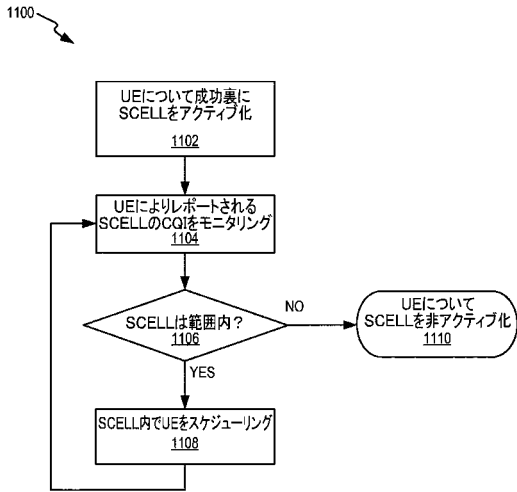 1100
UEについて成功裏に
SCELLをアクティブ化
1102
UEによりレポートされる
SCELLのCQIをモニタリング
1104
SCELLは範囲内?
1106
NO
UEについて
SCELLを非アクティブ化
1110
YES
SCELL内でUEをスケジューリング
1108